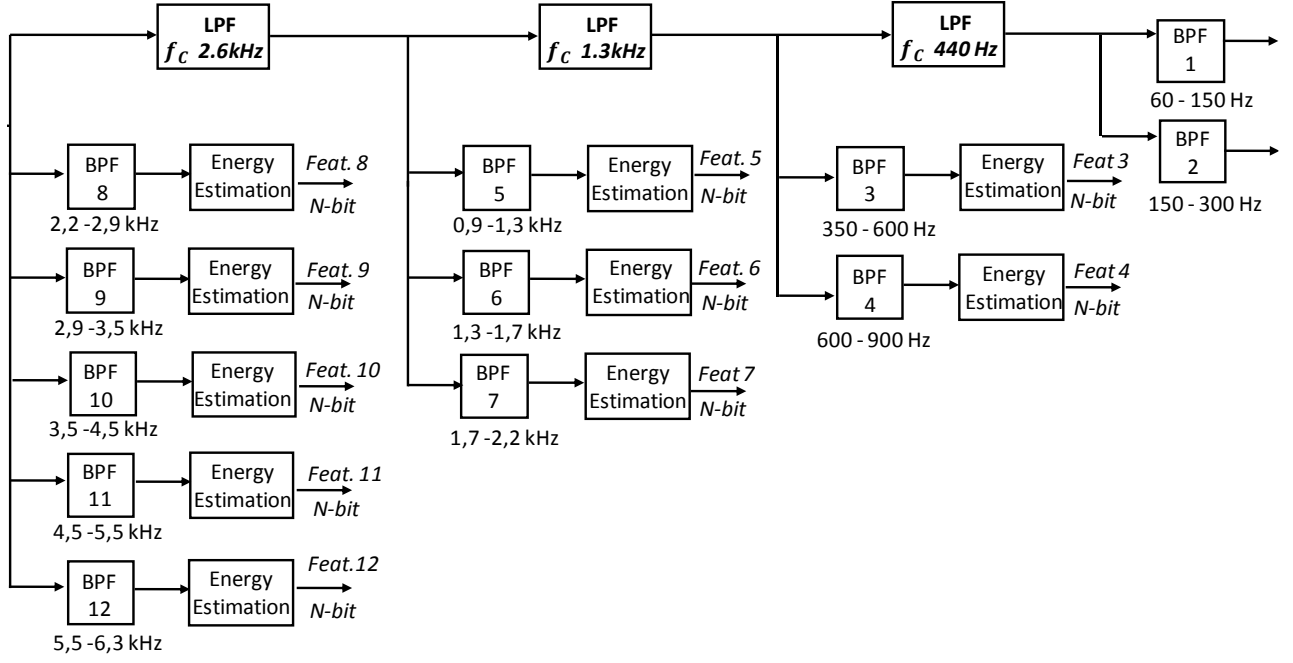 LPF
f_C 2.6kHz
LPF
f_C 1.3kHz
LPF
f_C 440 Hz
BPF
1
60 - 150 Hz
BPF
2
150 - 300 Hz
BPF
8
2,2 -2,9 kHz
Energy
Estimation
Feat. 8
N-bit
BPF
9
2,9 -3,5 kHz
Energy
Estimation
Feat. 9
N-bit
BPF
10
3,5 -4,5 kHz
Energy
Estimation
Feat. 10
N-bit
BPF
11
4,5 -5,5 kHz
Energy
Estimation
Feat. 11
N-bit
BPF
12
5,5 -6,3 kHz
Energy
Estimation
Feat.12
N-bit
BPF
5
0,9 -1,3 kHz
Energy
Estimation
Feat. 5
N-bit
BPF
6
1,3 -1,7 kHz
Energy
Estimation
Feat. 6
N-bit
BPF
7
1,7 -2,2 kHz
Energy
Estimation
Feat 7
N-bit
BPF
3
350 - 600 Hz
Energy
Estimation
Feat 3
N-bit
BPF
4
600 - 900 Hz
Energy
Estimation
Feat 4
N-bit